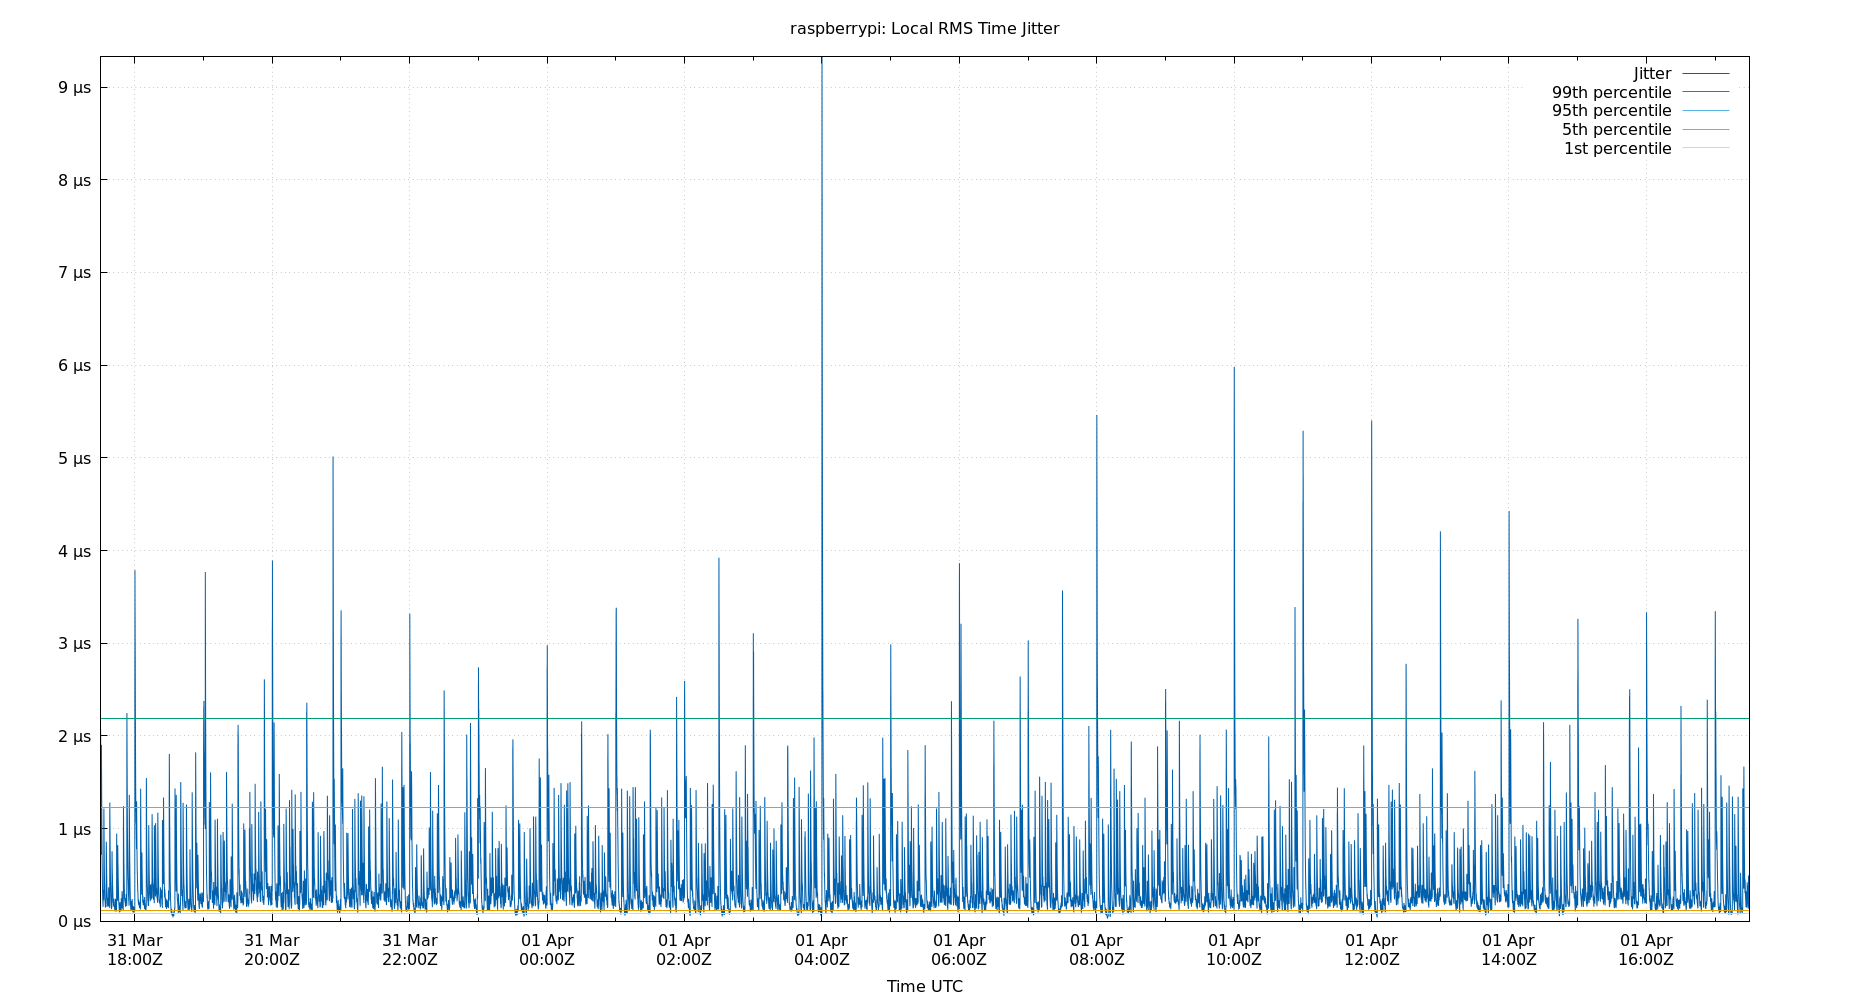 raspberrypi: Local RMS Time Jitter
9 µs
8 µs
7 µs
6 µs
5 µs
4 µs
3 µs
2 µs
1 µs
0 µs
Jitter
99th percentile
95th percentile
5th percentile
1st percentile
31 Mar
18:00Z
31 Mar
20:00Z
31 Mar
22:00Z
01 Apr
00:00Z
01 Apr
02:00Z
01 Apr
04:00Z
01 Apr
06:00Z
01 Apr
08:00Z
01 Apr
10:00Z
01 Apr
12:00Z
01 Apr
14:00Z
01 Apr
16:00Z
Time UTC